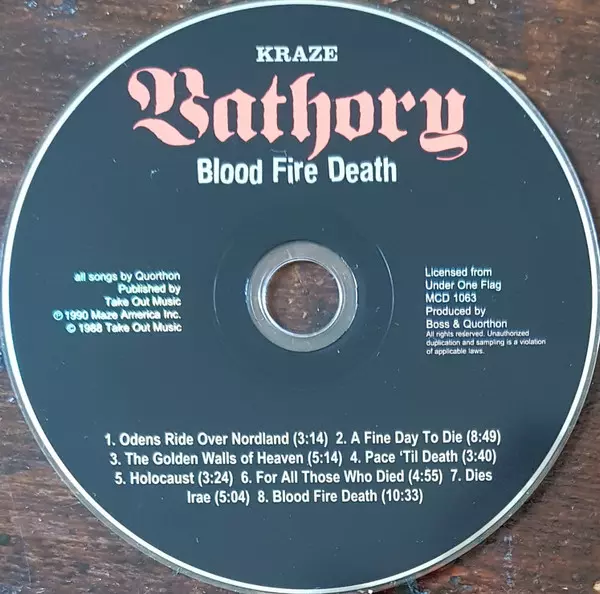 KRAZE
Bathory
Blood Fire Death
all songs by Quorthon
Published by
Take Out Music
℗ 1990 Maze America Inc.
© 1988 Take Out Music
Licensed from
Under One Flag
MCD 1063
Produced by
Boss & Quorthon
All rights reserved. Unauthorized
duplication and sampling is a violation
of applicable laws.
1. Odens Ride Over Nordland (3:14) 2. A Fine Day To Die (8:49)
3. The Golden Walls of Heaven (5:14) 4. Pace 'Til Death (3:40)
5. Holocaust (3:24) 6. For All Those Who Died (4:55) 7. Dies
Irae (5:04) 8. Blood Fire Death (10:33)